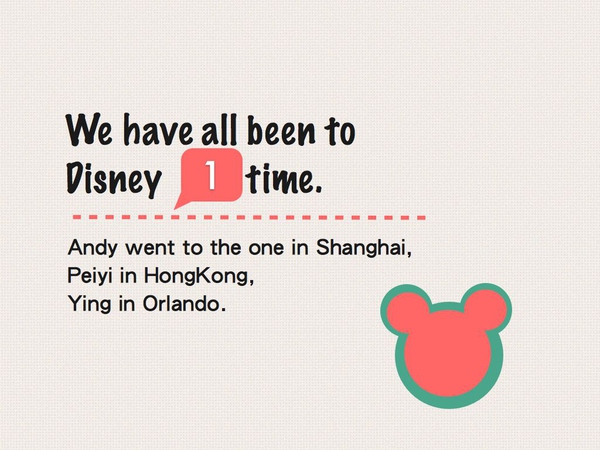 We have all been to
Disney 1 time.
Andy went to the one in Shanghai,
Peiyi in HongKong,
Ying in Orlando.